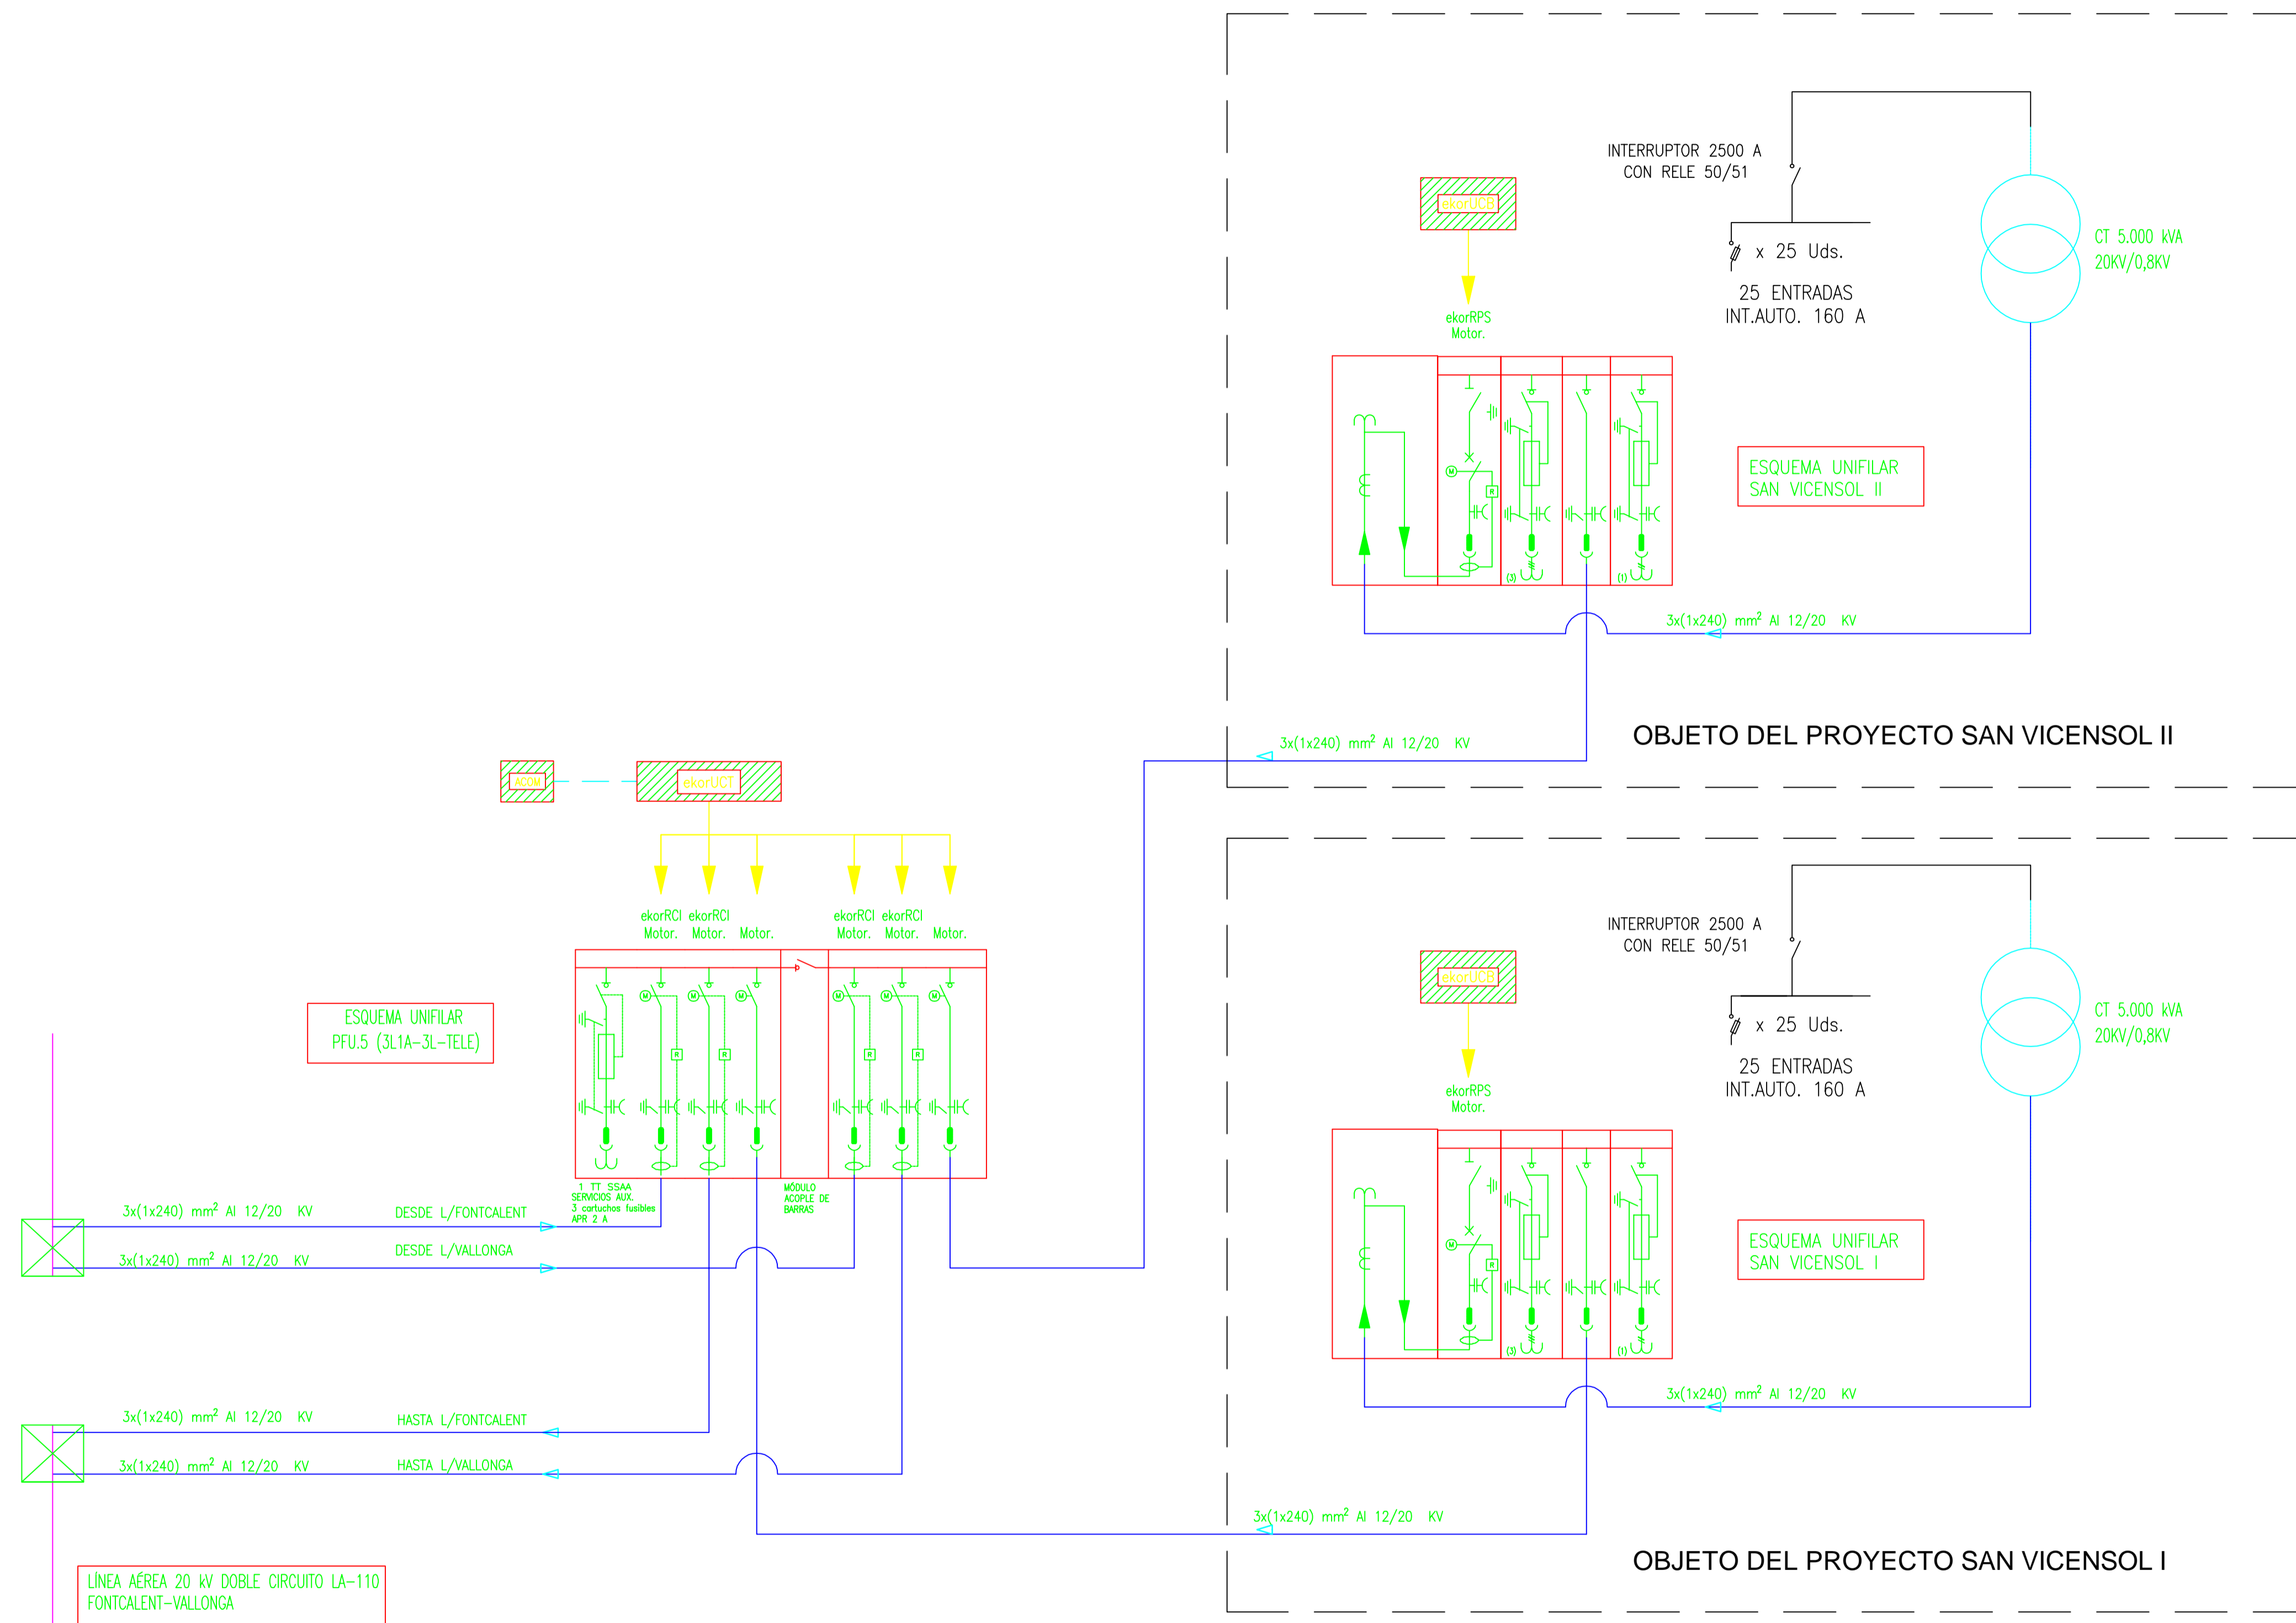 INTERRUPTOR 2500 A
CON RELE 50/51
ekorUCB
x 25 Uds.
25 ENTRADAS
INT.AUTO. 160 A
CT 5.000 kVA
20KV/0,8KV
ekorRPS
Motor.
M
R
(3)
(1)
ESQUEMA UNIFILAR
SAN VICENSOL II
3x(1x240) mm² Al 12/20 KV
3x(1x240) mm² Al 12/20 KV
OBJETO DEL PROYECTO SAN VICENSOL II
ACOM
ekorUCT
ekorRCI ekorRCI
Motor. Motor. Motor.
ekorRCI ekorRCI
Motor. Motor. Motor.
M M M M M M
R R R R
ESQUEMA UNIFILAR
PFU.5 (3L1A-3L-TELE)
1 TT SSAA
SERVICIOS AUX.
3 cartuchos fusibles
APR 2 A
MÓDULO
ACOPLE DE
BARRAS
3x(1x240) mm² Al 12/20 KV DESDE L/FONTCALENT
3x(1x240) mm² Al 12/20 KV DESDE L/VALLONGA
3x(1x240) mm² Al 12/20 KV HASTA L/FONTCALENT
3x(1x240) mm² Al 12/20 KV HASTA L/VALLONGA
LÍNEA AÉREA 20 kV DOBLE CIRCUITO LA-110
FONTCALENT-VALLONGA
INTERRUPTOR 2500 A
CON RELE 50/51
ekorUCB
x 25 Uds.
25 ENTRADAS
INT.AUTO. 160 A
CT 5.000 kVA
20KV/0,8KV
ekorRPS
Motor.
M
R
(3)
(1)
ESQUEMA UNIFILAR
SAN VICENSOL I
3x(1x240) mm² Al 12/20 KV
3x(1x240) mm² Al 12/20 KV
OBJETO DEL PROYECTO SAN VICENSOL I